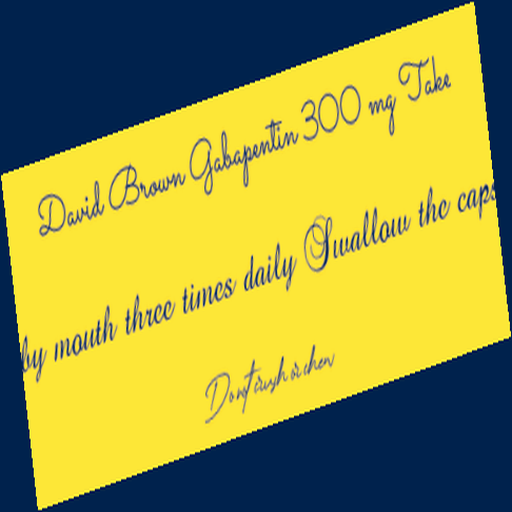 David Brown Gabapentin 300 mg Take
by mouth three times daily Swallow the caps
Don't crush or chew